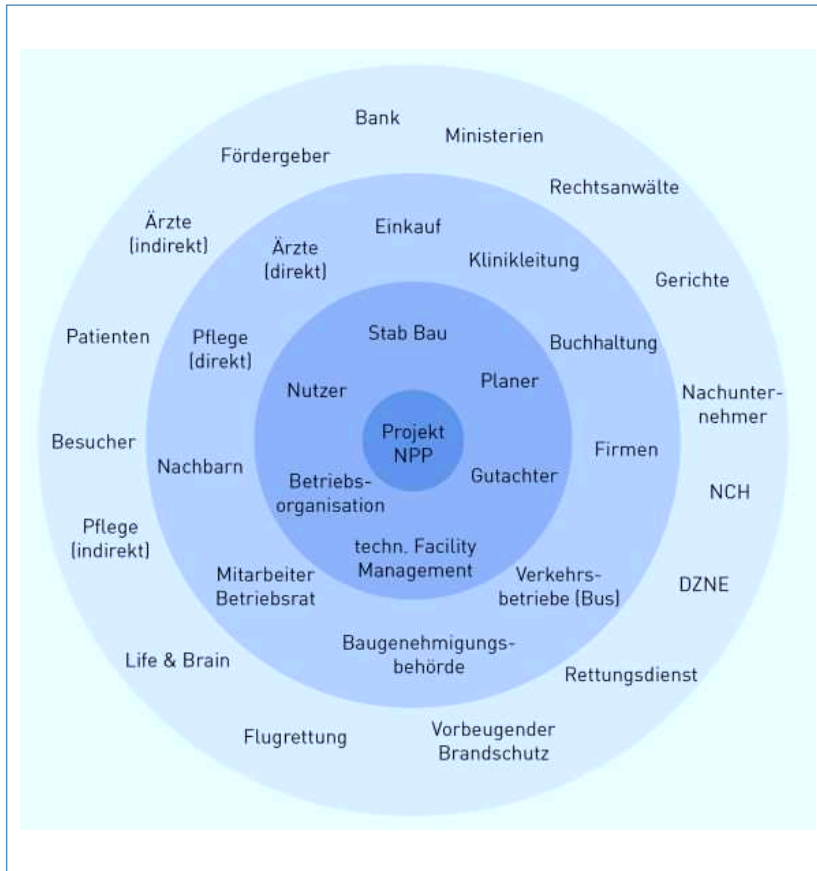 Bank
Ministerien
Fördergeber
Rechtsanwälte
Ärzte
(indirekt)
Einkauf
Ärzte
(direkt)
Klinikleitung
Gerichte
Patienten
Pflege
(direkt)
Stab Bau
Buchhaltung
Nutzer
Planer
Nachunter-
nehmer
Projekt
NPP
Besucher
Nachbarn
Firmen
Betriebs-
organisation
Gutachter
NCH
Pflege
(indirekt)
techn. Facility
Management
Mitarbeiter
Betriebsrat
Verkehrs-
betriebe (Bus)
DZNE
Baugenehmigungs-
behörde
Life & Brain
Rettungsdienst
Flugrettung
Vorbeugender
Brandschutz